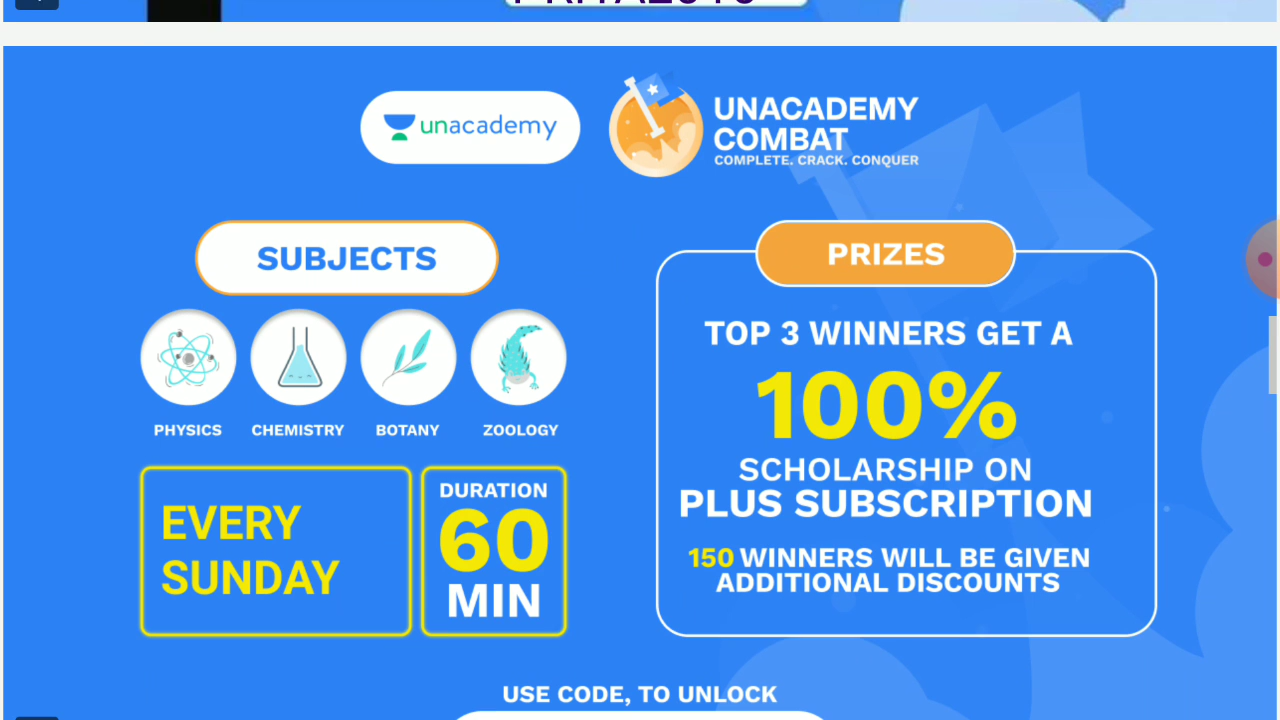 unacademy
UNACADEMY
COMBAT
COMPLETE. CRACK. CONQUER
SUBJECTS
PHYSICS
CHEMISTRY
BOTANY
ZOOLOGY
EVERY
SUNDAY
DURATION
60
MIN
PRIZES
TOP 3 WINNERS GET A
100%
SCHOLARSHIP ON
PLUS SUBSCRIPTION
150 WINNERS WILL BE GIVEN
ADDITIONAL DISCOUNTS
USE CODE, TO UNLOCK